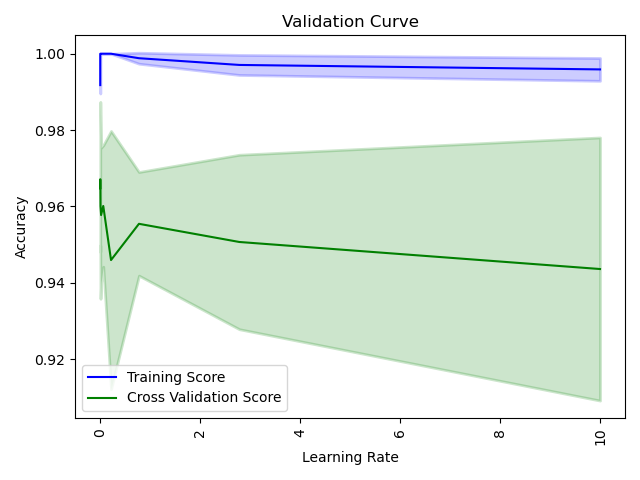 Validation Curve
1.00
0.98
0.96
0.94
0.92
Accuracy
Training Score
Cross Validation Score
0
2
4
6
8
10
Learning Rate